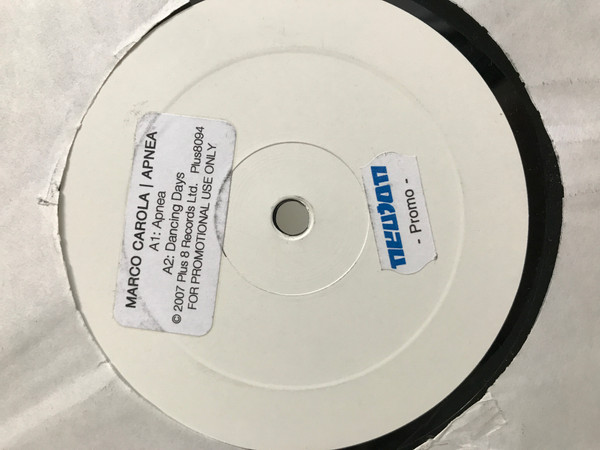 MARCO CAROLA | APNEA
A1: Apnea
A2: Dancing Days
© 2007 Plus 8 Records Ltd. Plus8094
FOR PROMOTIONAL USE ONLY
neuton
- Promo -